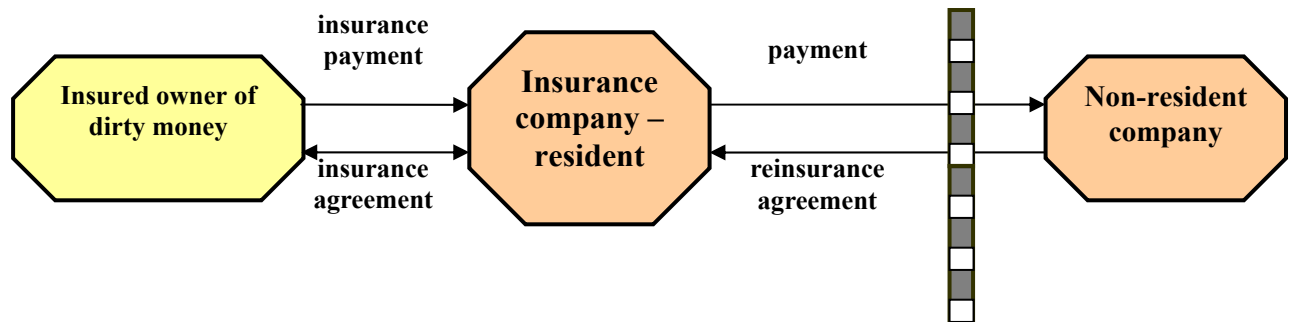 Insured owner of
dirty money
insurance
payment
insurance
agreement
Insurance
company –
resident
payment
reinsurance
agreement
Non-resident
company